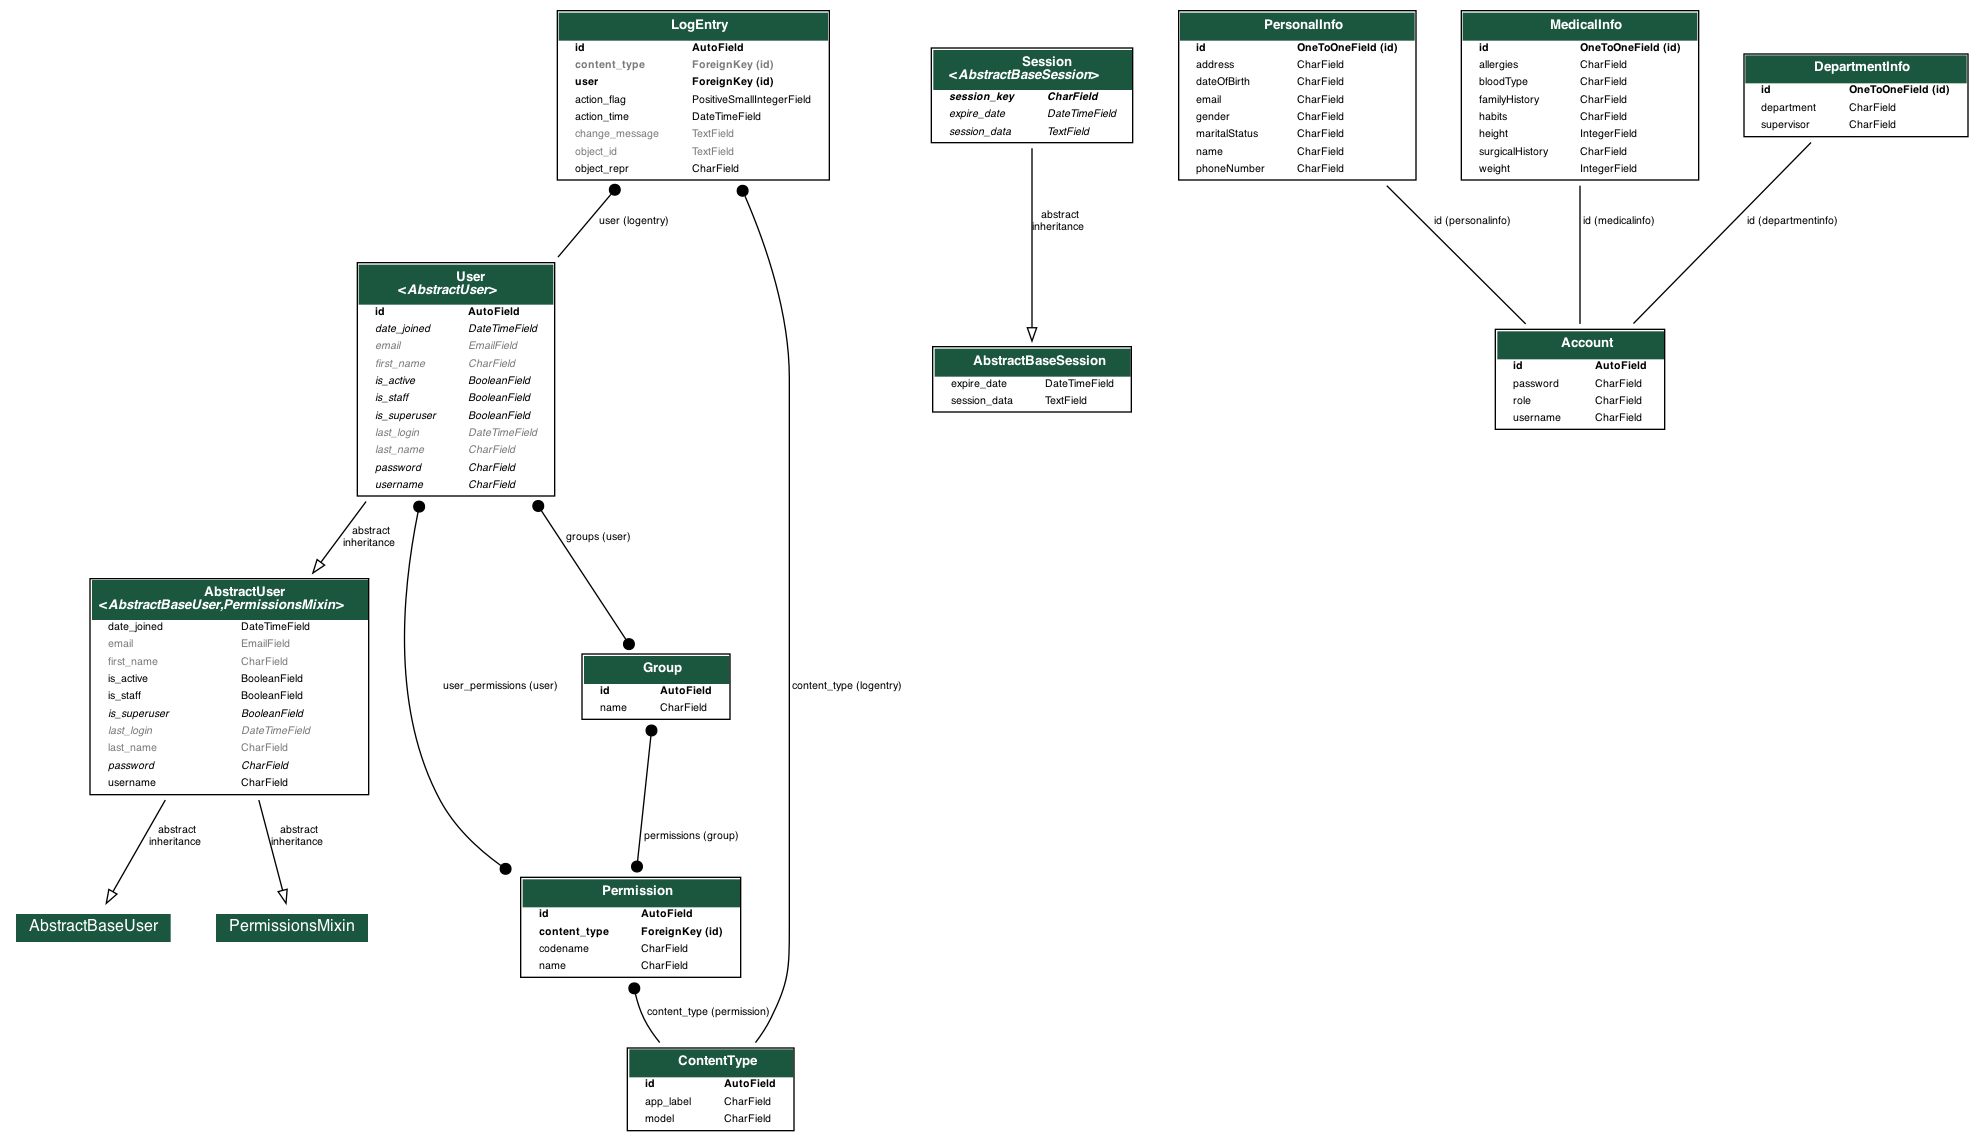 LogEntry
id AutoField
content_type ForeignKey (id)
user ForeignKey (id)
action_flag PositiveSmallIntegerField
action_time DateTimeField
change_message TextField
object_id TextField
object_repr CharField
Session
<AbstractBaseSession>
session_key CharField
expire_date DateTimeField
session_data TextField
PersonalInfo
id OneToOneField (id)
address CharField
dateOfBirth CharField
email CharField
gender CharField
maritalStatus CharField
name CharField
phoneNumber CharField
MedicalInfo
id OneToOneField (id)
allergies CharField
bloodType CharField
familyHistory CharField
habits CharField
height IntegerField
surgicalHistory CharField
weight IntegerField
DepartmentInfo
id OneToOneField (id)
department CharField
supervisor CharField
user (logentry)
abstract
inheritance
id (personalinfo)
id (medicalinfo)
id (departmentinfo)
User
<AbstractUser>
id AutoField
date_joined DateTimeField
email EmailField
first_name CharField
is_active BooleanField
is_staff BooleanField
is_superuser BooleanField
last_login DateTimeField
last_name CharField
password CharField
username CharField
AbstractBaseSession
expire_date DateTimeField
session_data TextField
Account
id AutoField
password CharField
role CharField
username CharField
abstract
inheritance
groups (user)
AbstractUser
<AbstractBaseUser,PermissionsMixin>
date_joined DateTimeField
email EmailField
first_name CharField
is_active BooleanField
is_staff BooleanField
is_superuser BooleanField
last_login DateTimeField
last_name CharField
password CharField
username CharField
user_permissions (user)
Group
id AutoField
name CharField
content_type (logentry)
abstract
inheritance
abstract
inheritance
permissions (group)
AbstractBaseUser
PermissionsMixin
Permission
id AutoField
content_type ForeignKey (id)
codename CharField
name CharField
content_type (permission)
ContentType
id AutoField
app_label CharField
model CharField